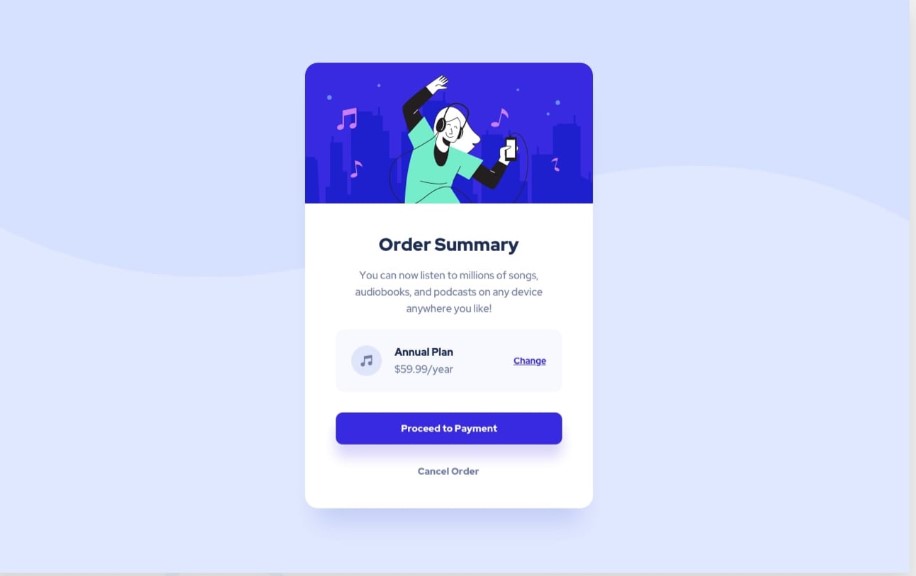 Order Summary
You can now listen to millions of songs,
audiobooks, and podcasts on any device
anywhere you like!
Annual Plan
$59.99/year
Change
Proceed to Payment
Cancel Order